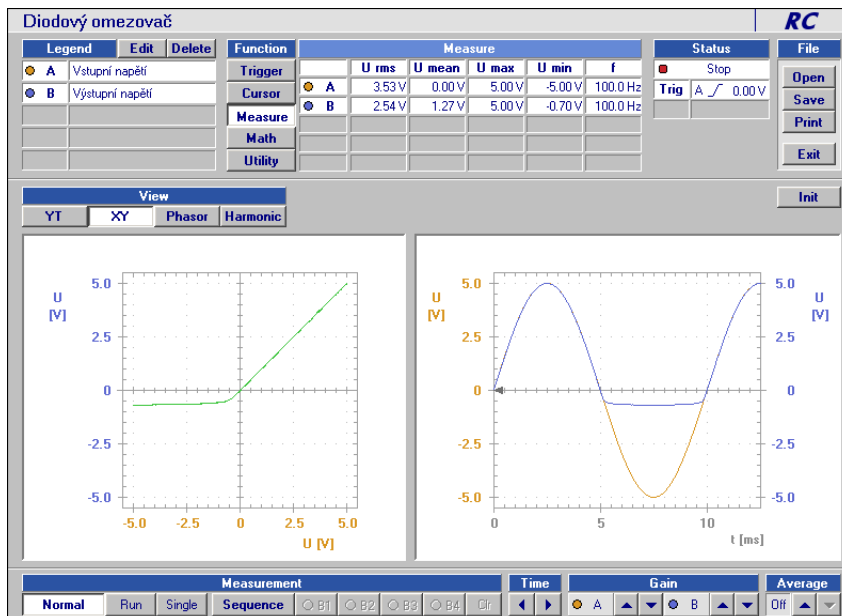 Diodový omezovač RC
Legend Edit Delete Function Measure Status File
A Vstupní napětí
B Výstupní napětí
Trigger
Cursor
Measure
Math
Utility
U rms U mean U max U min f
A 3.53 V 0.00 V 5.00 V -5.00 V 100.0 Hz
B 2.54 V 1.27 V 5.00 V -0.70 V 100.0 Hz
Stop
Trig A 0.00 V
Open
Save
Print
Exit
View
YT XY Phasor Harmonic
Init
U
[V]
5.0
2.5
0
-2.5
-5.0
-5.0 -2.5 0 2.5 5.0
U [V]
U
[V]
5.0
2.5
0
-2.5
-5.0
0 5 10
t [ms]
U
[V]
5.0
2.5
0
-2.5
-5.0
Measurement Time Gain Average
Normal Run Single Sequence B1 B2 B3 B4 Clr A B Off